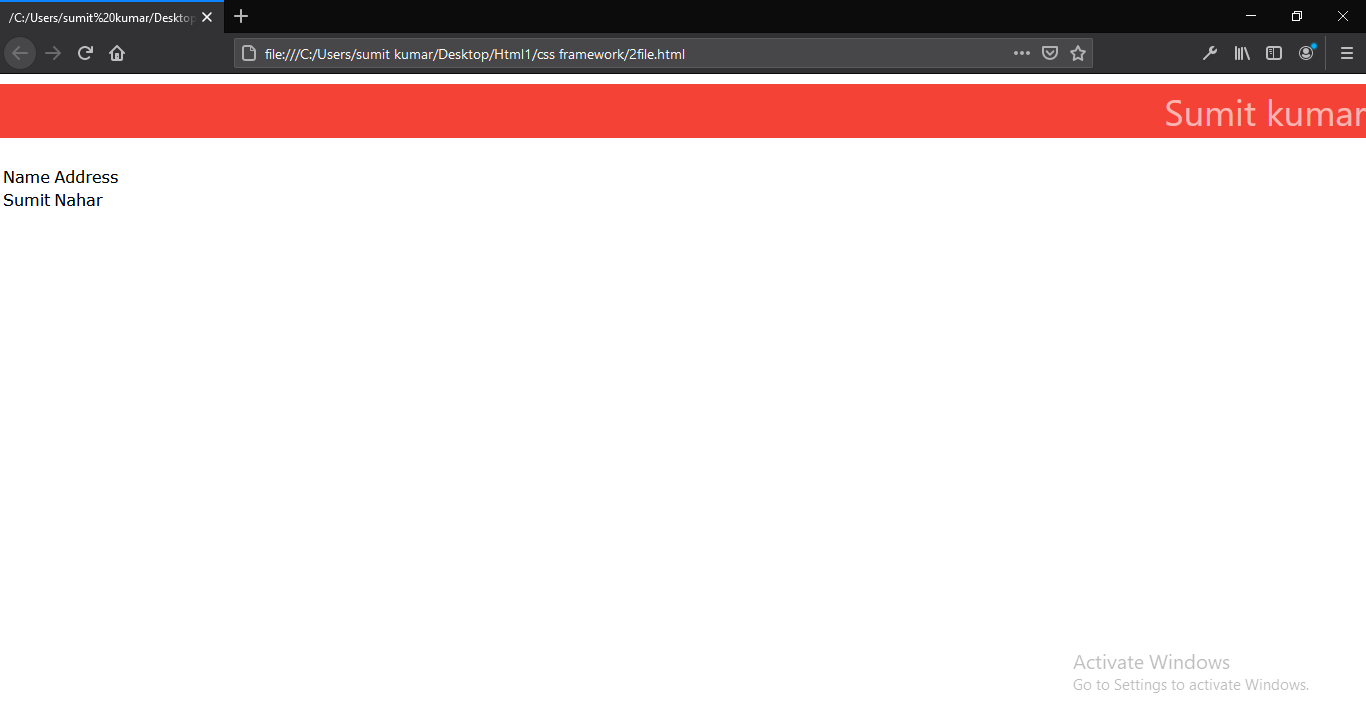 /C:/Users/sumit%20kumar/Desktop
file:///C:/Users/sumit kumar/Desktop/Html1/css framework/2file.html
Sumit kumar
Name Address
Sumit Nahar
Activate Windows
Go to Settings to activate Windows.